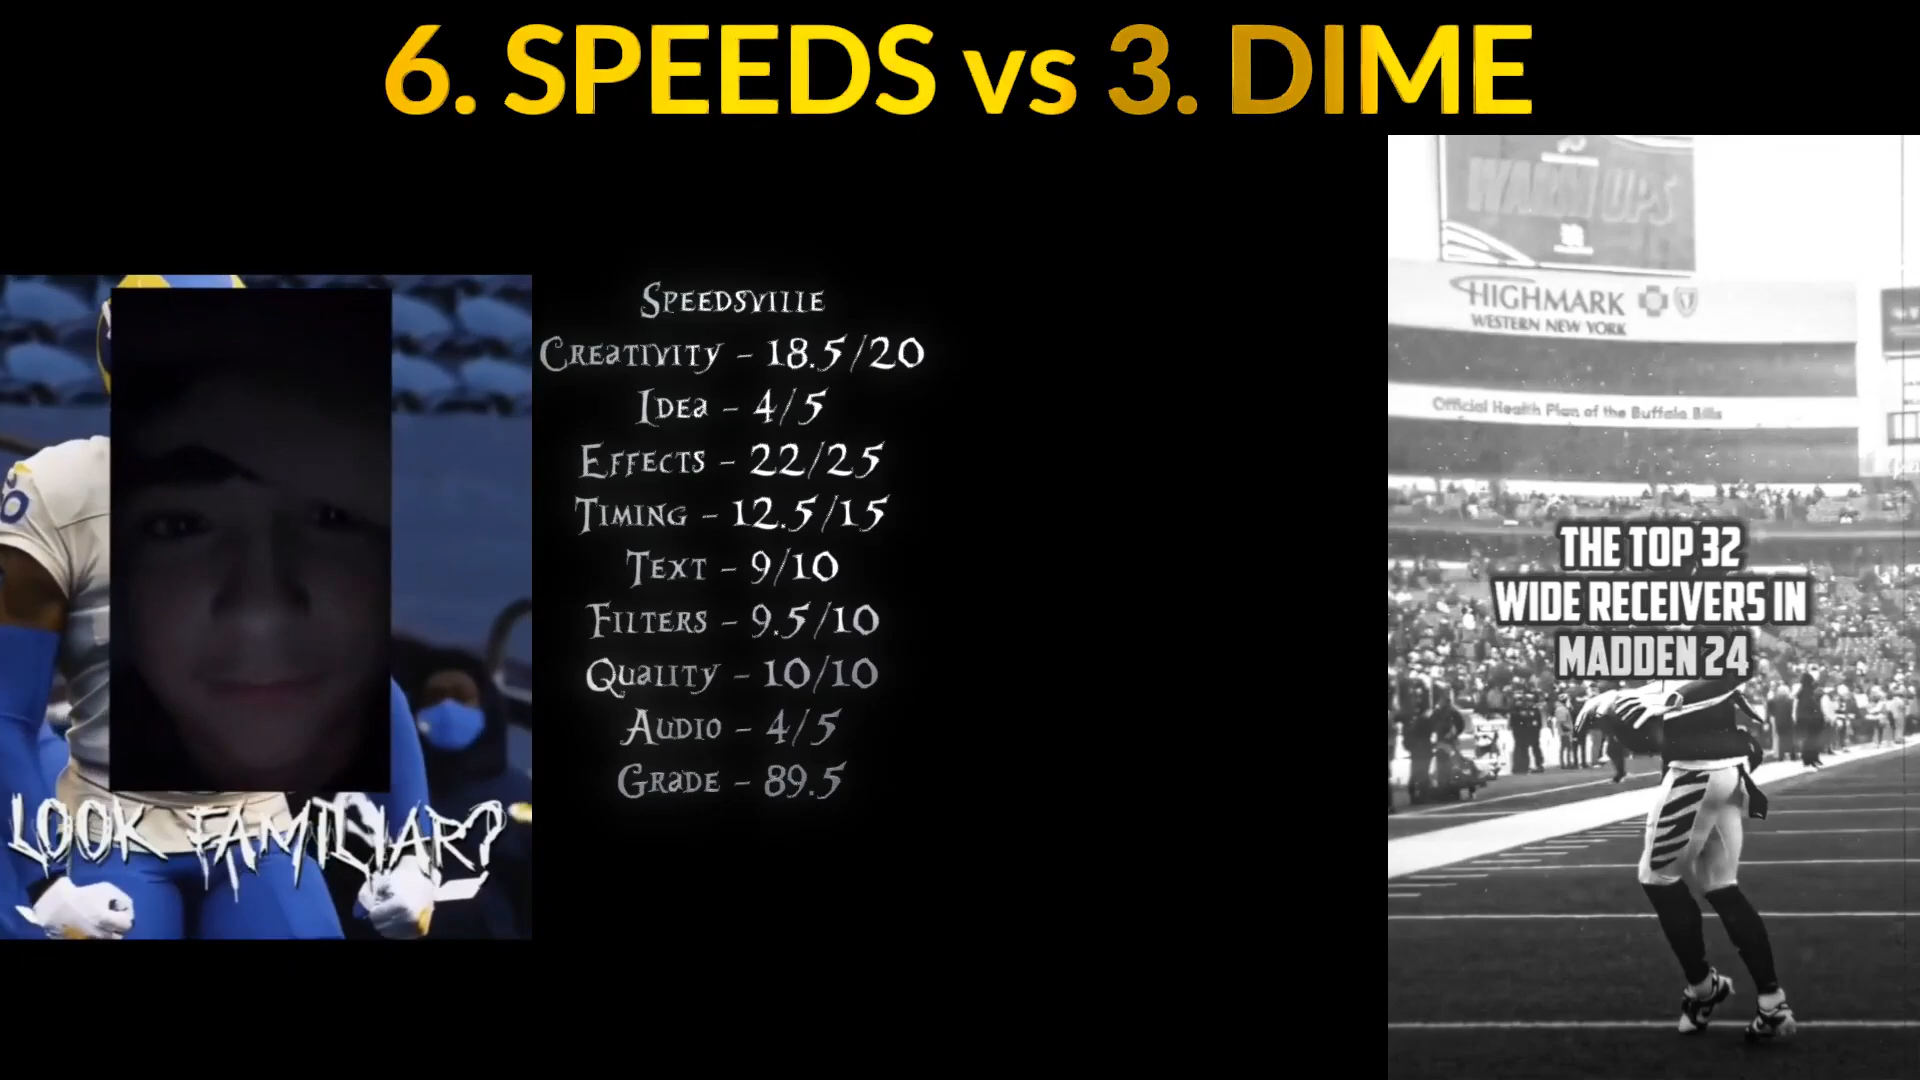 6. SPEEDS vs 3. DIME
Speedsville
Creativity - 18.5/20
Idea - 4/5
Effects - 22/25
Timing - 12.5/15
Text - 9/10
Filters - 9.5/10
Quality - 10/10
Audio - 4/5
Grade - 89.5
LOOK FAMILIAR?
WARM UPS
HIGHMARK
WESTERN NEW YORK
Official Health Plan of the Buffalo Bills
THE TOP 32
WIDE RECEIVERS IN
MADDEN 24